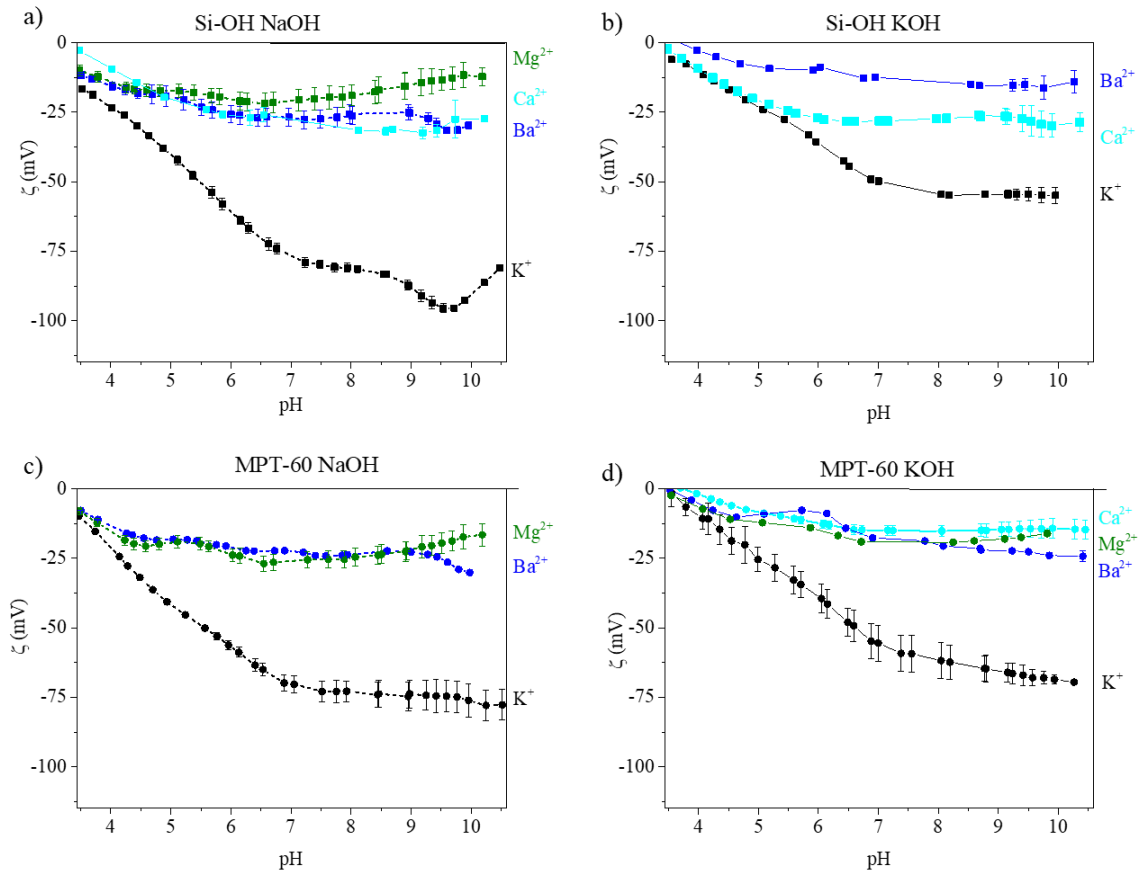 a) Si-OH NaOH
0
-25
-50
-75
-100
ζ (mV)
4 5 6 7 8 9 10
pH
Mg²⁺
Ca²⁺
Ba²⁺
K⁺
b) Si-OH KOH
0
-25
-50
-75
-100
ζ (mV)
4 5 6 7 8 9 10
pH
Ba²⁺
Ca²⁺
K⁺
c) MPT-60 NaOH
0
-25
-50
-75
-100
ζ (mV)
4 5 6 7 8 9 10
pH
Mg²⁺
Ba²⁺
K⁺
d) MPT-60 KOH
0
-25
-50
-75
-100
ζ (mV)
4 5 6 7 8 9 10
pH
Ca²⁺
Mg²⁺
Ba²⁺
K⁺